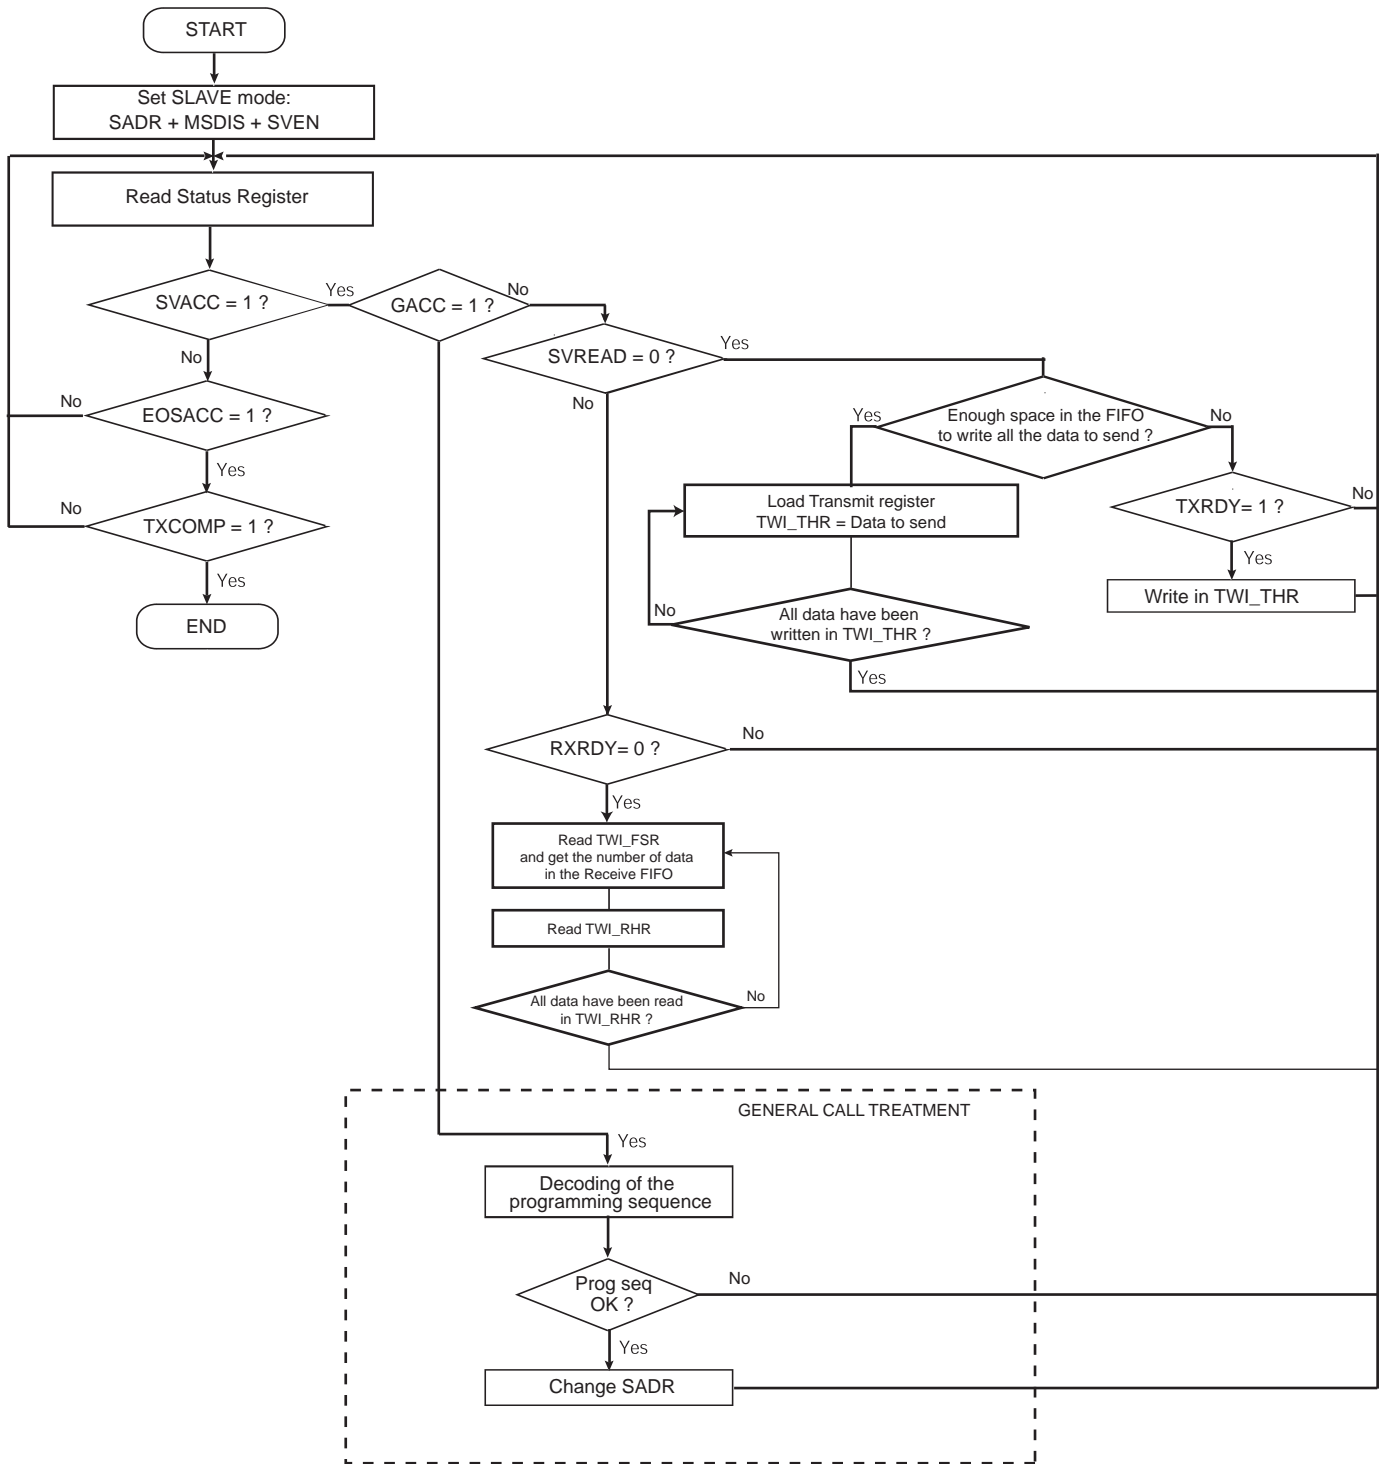 START
Set SLAVE mode:
SADR + MSDIS + SVEN
Read Status Register
SVACC = 1 ?
Yes
GACC = 1 ?
No
SVREAD = 0 ?
Yes
No
EOSACC = 1 ?
No
Yes
TXCOMP = 1 ?
No
Yes
END
No
Enough space in the FIFO
to write all the data to send ?
Yes
No
Load Transmit register
TWI_THR = Data to send
TXRDY= 1 ?
No
Yes
Write in TWI_THR
All data have been
written in TWI_THR ?
No
Yes
RXRDY= 0 ?
No
Yes
Read TWI_FSR
and get the number of data
in the Receive FIFO
Read TWI_RHR
All data have been read
in TWI_RHR ?
No
GENERAL CALL TREATMENT
Yes
Decoding of the
programming sequence
Prog seq
OK ?
No
Yes
Change SADR